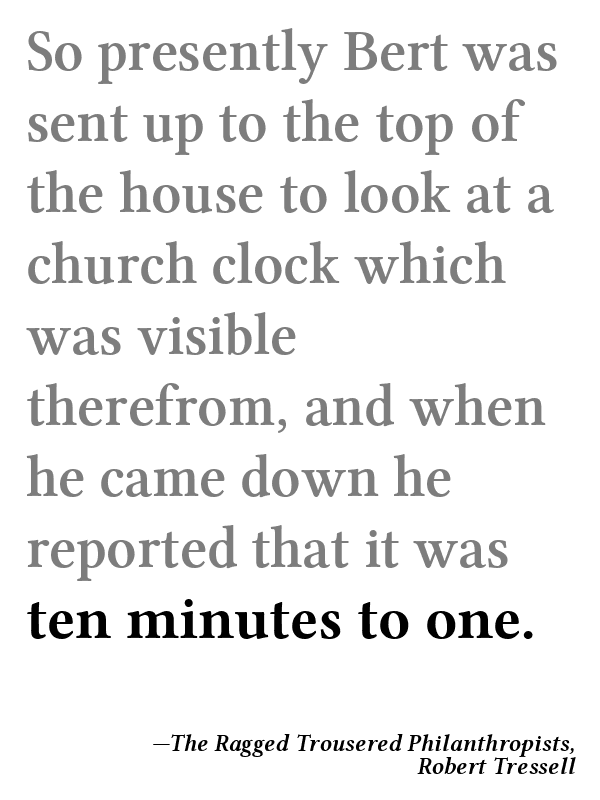 So presently Bert was
sent up to the top of
the house to look at a
church clock which
was visible
therefrom, and when
he came down he
reported that it was
ten minutes to one.
—The Ragged Trousered Philanthropists,
Robert Tressell